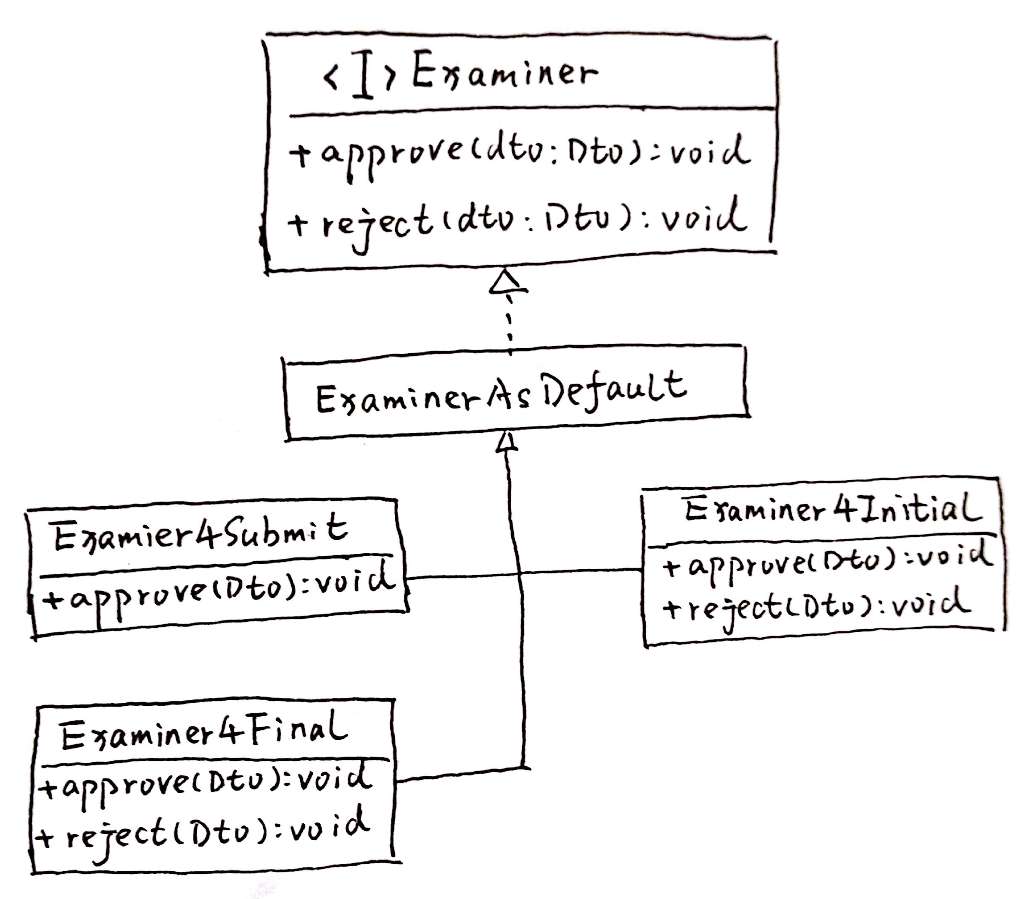 <I> Examiner
+ approve(dto: Dto): void
+ reject(dto: Dto): void
ExaminerAsDefault
Examier4Submit
+approve(Dto): void
Examiner4Initial
+approve(Dto): void
+reject(Dto): void
Examiner4Final
+approve(Dto): void
+ reject(Dto): void